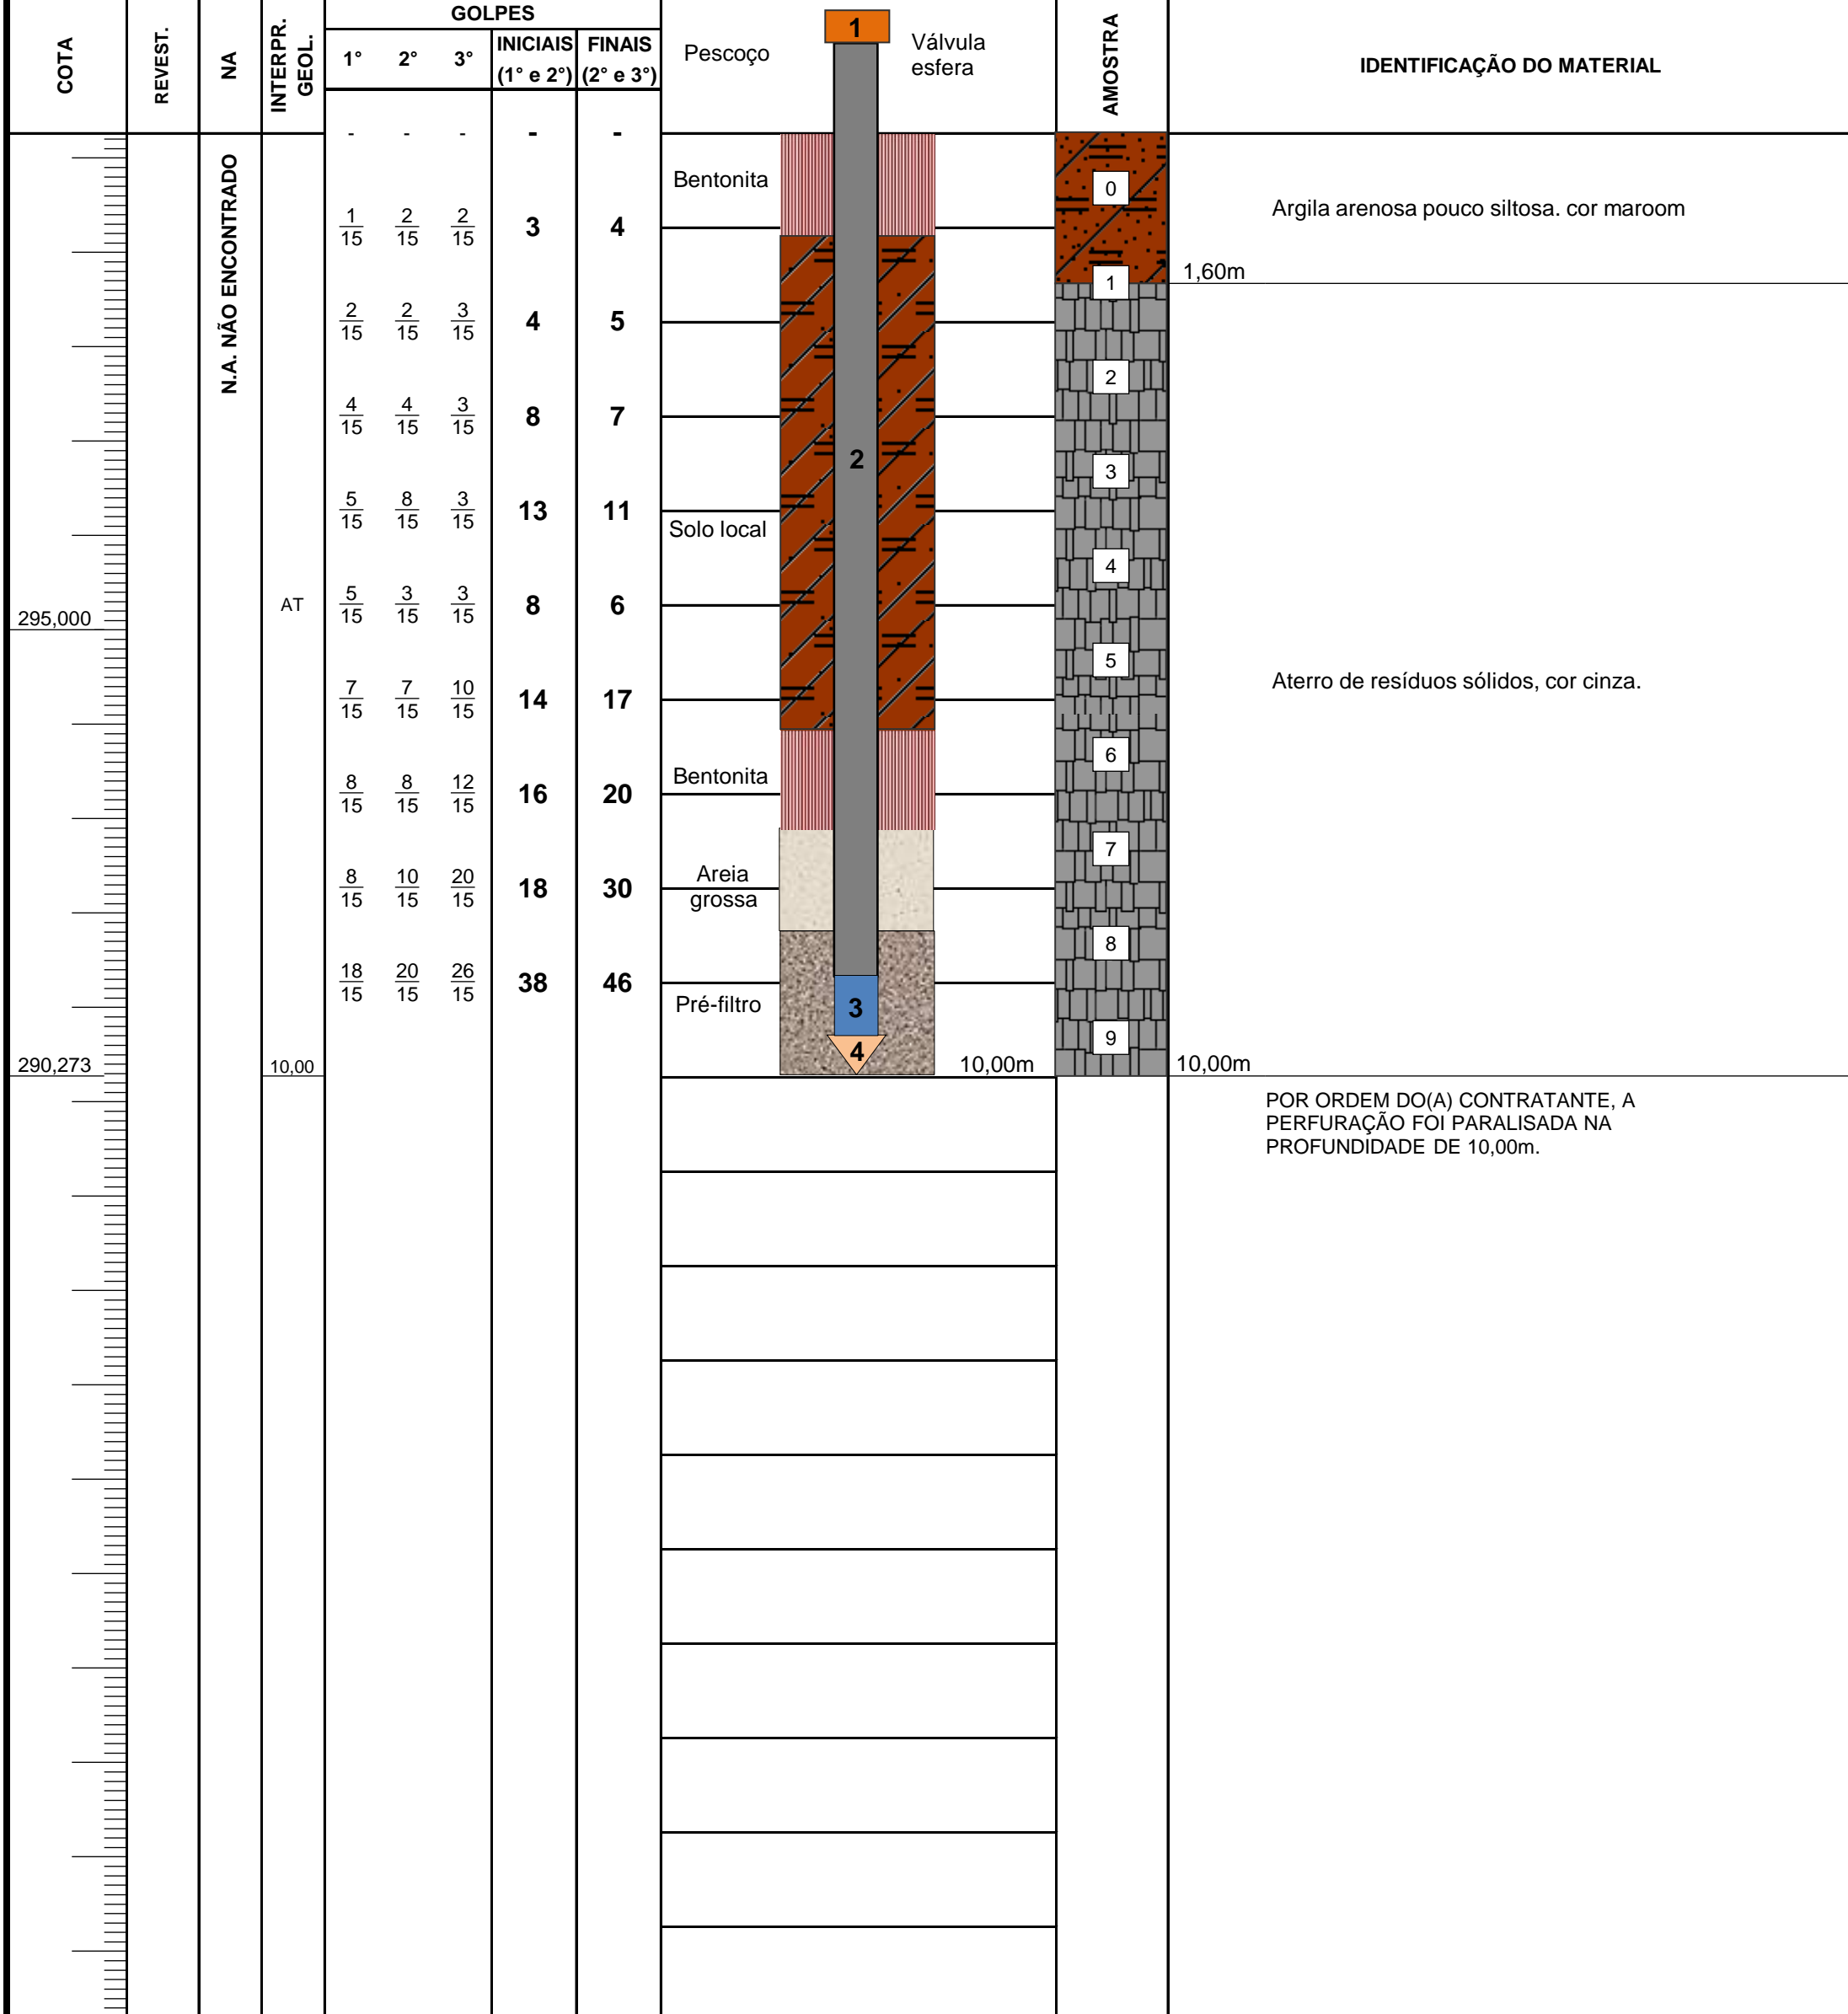 COTA
REVEST.
NA
INTERPR.
GEOL.
GOLPES
1° 2° 3°
INICIAIS
(1° e 2°)
FINAIS
(2° e 3°)
Pescoço
1
Válvula
esfera
AMOSTRA
IDENTIFICAÇÃO DO MATERIAL
- - - - -
N.A. NÃO ENCONTRADO
Bentonita
0
Argila arenosa pouco siltosa. cor maroom
1/15 2/15 2/15 3 4
1
1,60m
2/15 2/15 3/15 4 5
2
4/15 4/15 3/15 8 7
2
3
5/15 8/15 3/15 13 11
Solo local
4
295,000
AT
5/15 3/15 3/15 8 6
5
Aterro de resíduos sólidos, cor cinza.
7/15 7/15 10/15 14 17
6
Bentonita
8/15 8/15 12/15 16 20
7
Areia
grossa
8/15 10/15 20/15 18 30
8
18/15 20/15 26/15 38 46
Pré-filtro
3
9
4
290,273
10,00
10,00m
10,00m
POR ORDEM DO(A) CONTRATANTE, A
PERFURAÇÃO FOI PARALISADA NA
PROFUNDIDADE DE 10,00m.